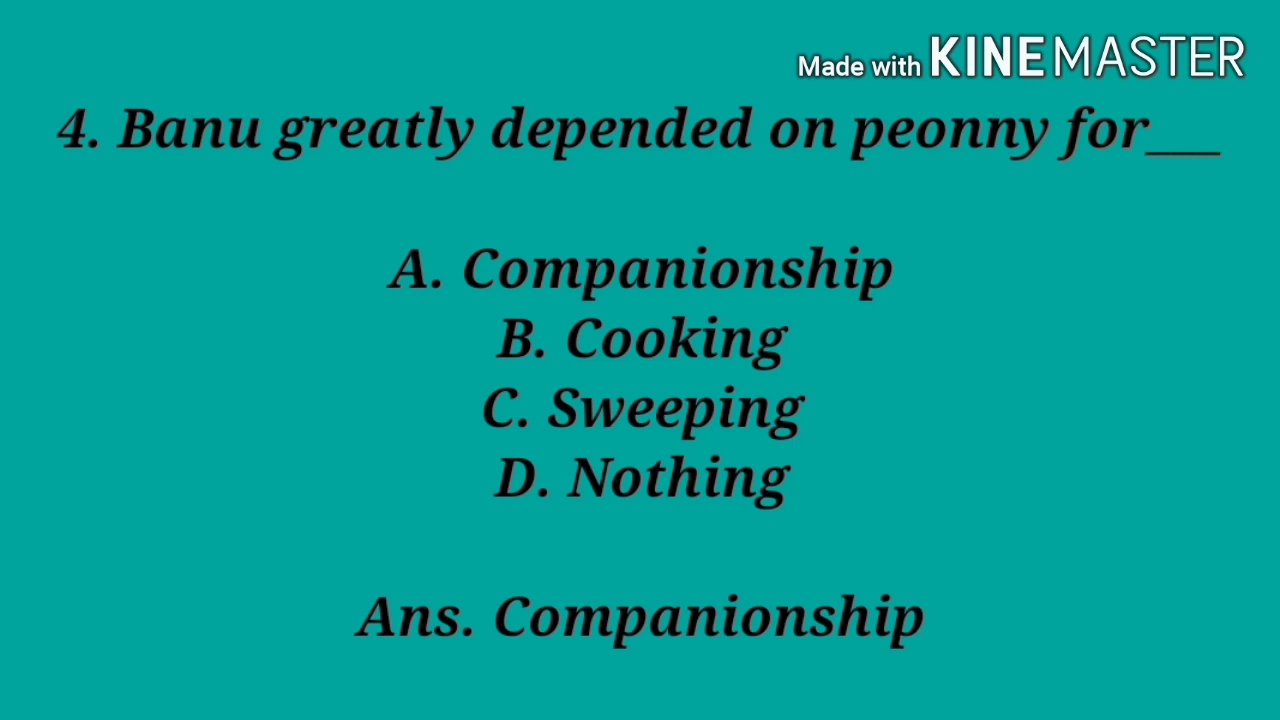 Made with KINEMASTER
4. Banu greatly depended on peonny for___
A. Companionship
B. Cooking
C. Sweeping
D. Nothing
Ans. Companionship